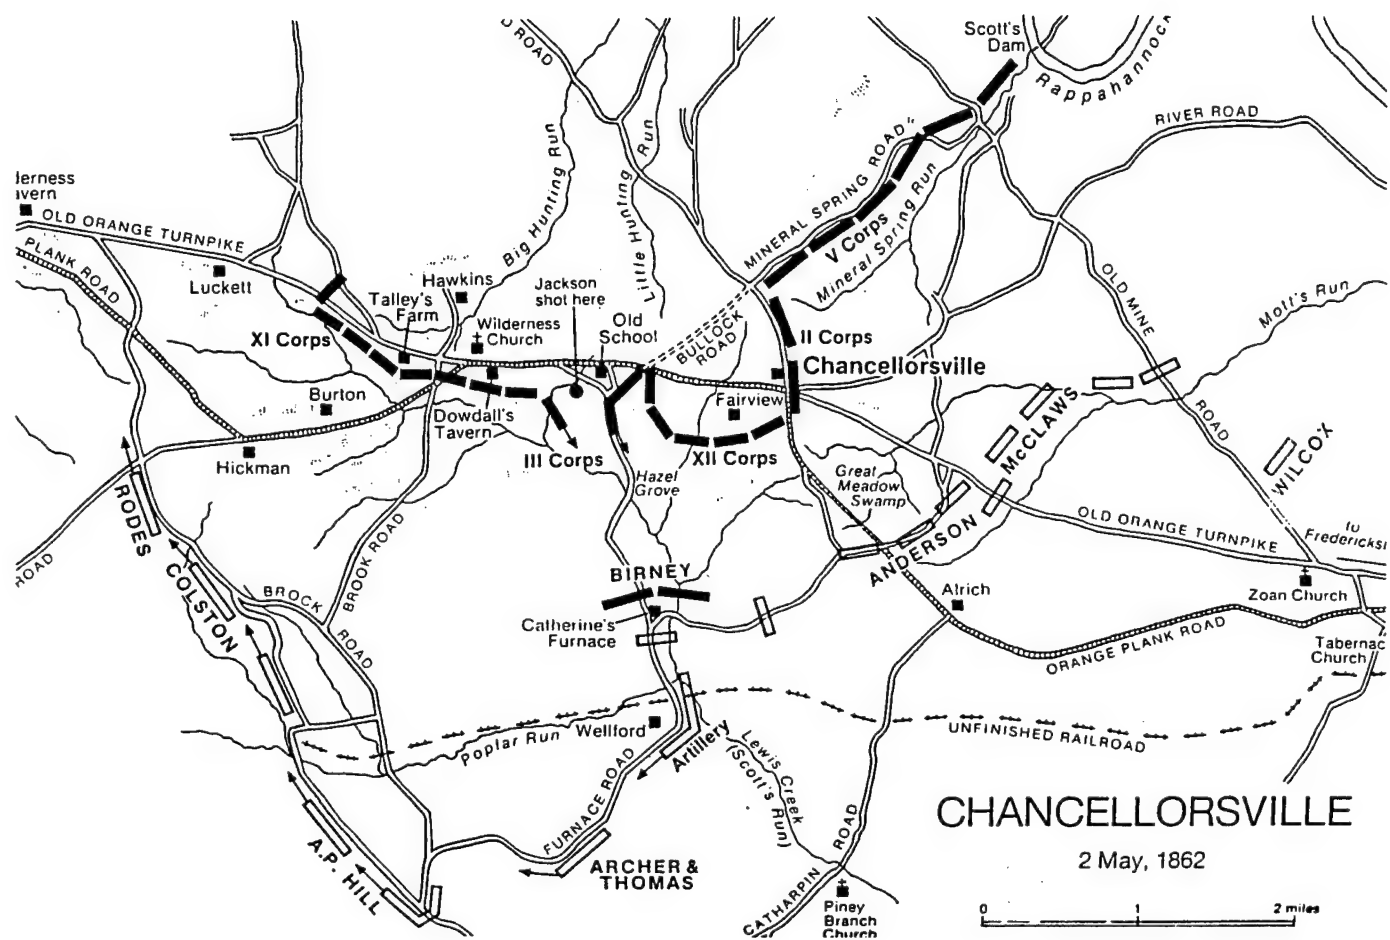 Scott's
Dam
Rappahannock
ROAD
RIVER ROAD
lerness
avern
OLD ORANGE TURNPIKE
PLANK ROAD
Luckett
Big Hunting Run
Little Hunting Run
MINERAL SPRING ROAD"
V Corps
Mineral Spring Run
OLD MINE
ROAD
Mott's Run
Hawkins
Talley's
Farm
Jackson
shot here
Wilderness
Church
Old
School
BULLOCK
ROAD
II Corps
Chancellorsville
XI Corps
Burton
Dowdall's
Tavern
Fairview
Hickman
III Corps
XII Corps
Hazel
Grove
Great
Meadow
Swamp
McCLAWS
WILCOX
ANDERSON
OLD ORANGE TURNPIKE
to
Fredericksi
RODES
ROAD
COLSTON
BROOK ROAD
BROCK
ROAD
BIRNEY
Catherine's
Furnace
Alrich
Zoan Church
ORANGE PLANK ROAD
Tabernac
Church
Poplar Run
Wellford
Artillery
Lewis Creek
(Scott's Run)
UNFINISHED RAILROAD
FURNACE ROAD
A.P. HILL
ARCHER &
THOMAS
CATHARPIN ROAD
Piney
Branch
Church
CHANCELLORSVILLE
2 May, 1862
0 1 2 miles